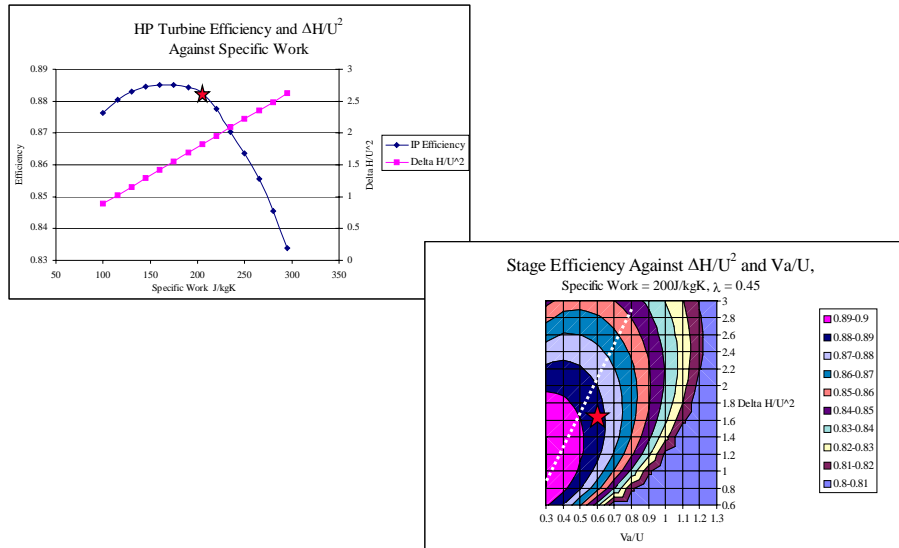 HP Turbine Efficiency and ΔH/U²
Against Specific Work
0.89
0.88
0.87
0.86
0.85
0.84
0.83
Efficiency
3
2.5
2
1.5
1
0.5
0
Delta H/U^2
50 100 150 200 250 300 350
Specific Work J/kgK
IP Efficiency
Delta H/U^2
Stage Efficiency Against ΔH/U² and Va/U,
Specific Work = 200J/kgK, λ = 0.45
3
2.8
2.6
2.4
2.2
2
1.8 Delta H/U^2
1.6
1.4
1.2
1
0.8
0.6
0.3 0.4 0.5 0.6 0.7 0.8 0.9 1 1.1 1.2 1.3
Va/U
0.89-0.9
0.88-0.89
0.87-0.88
0.86-0.87
0.85-0.86
0.84-0.85
0.83-0.84
0.82-0.83
0.81-0.82
0.8-0.81